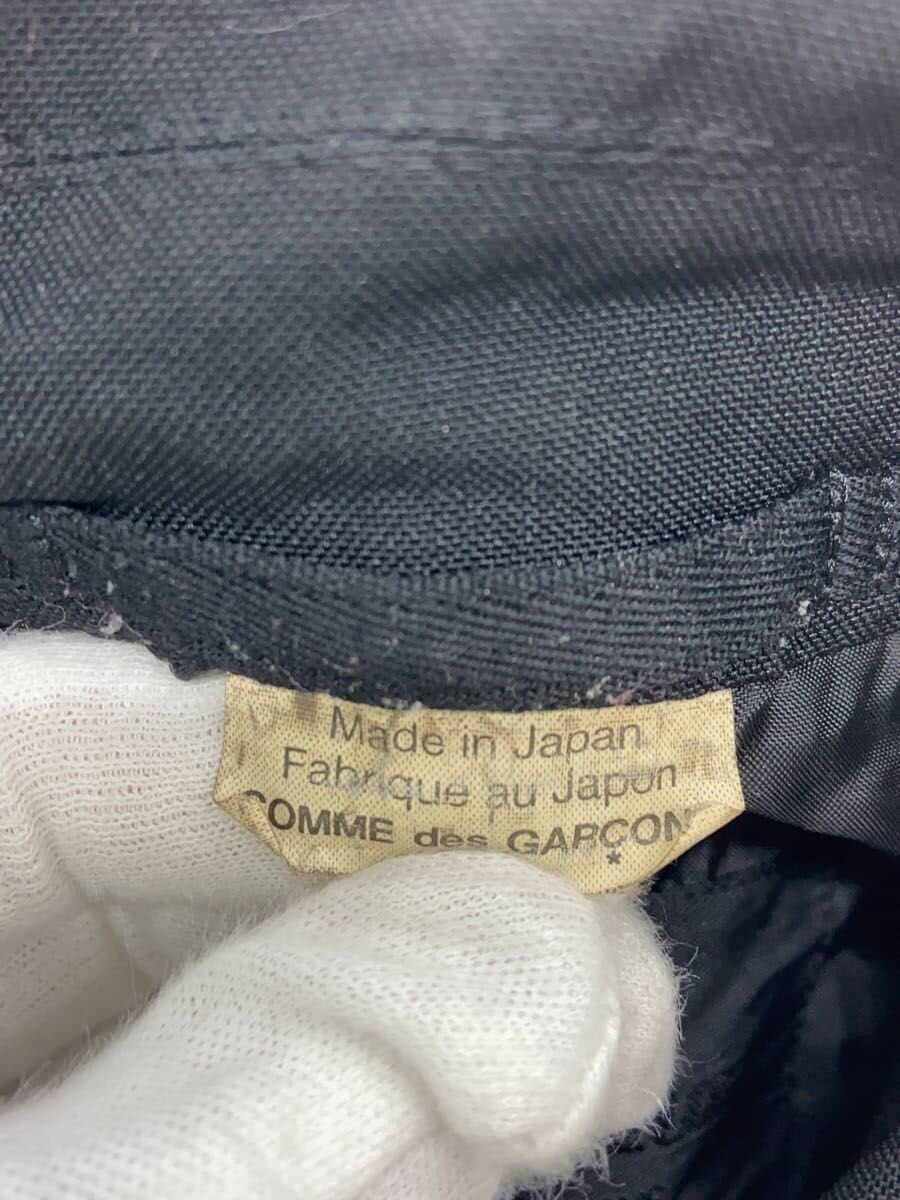 Made in Japan
Fabrique au Japon
COMME des GARÇON
*